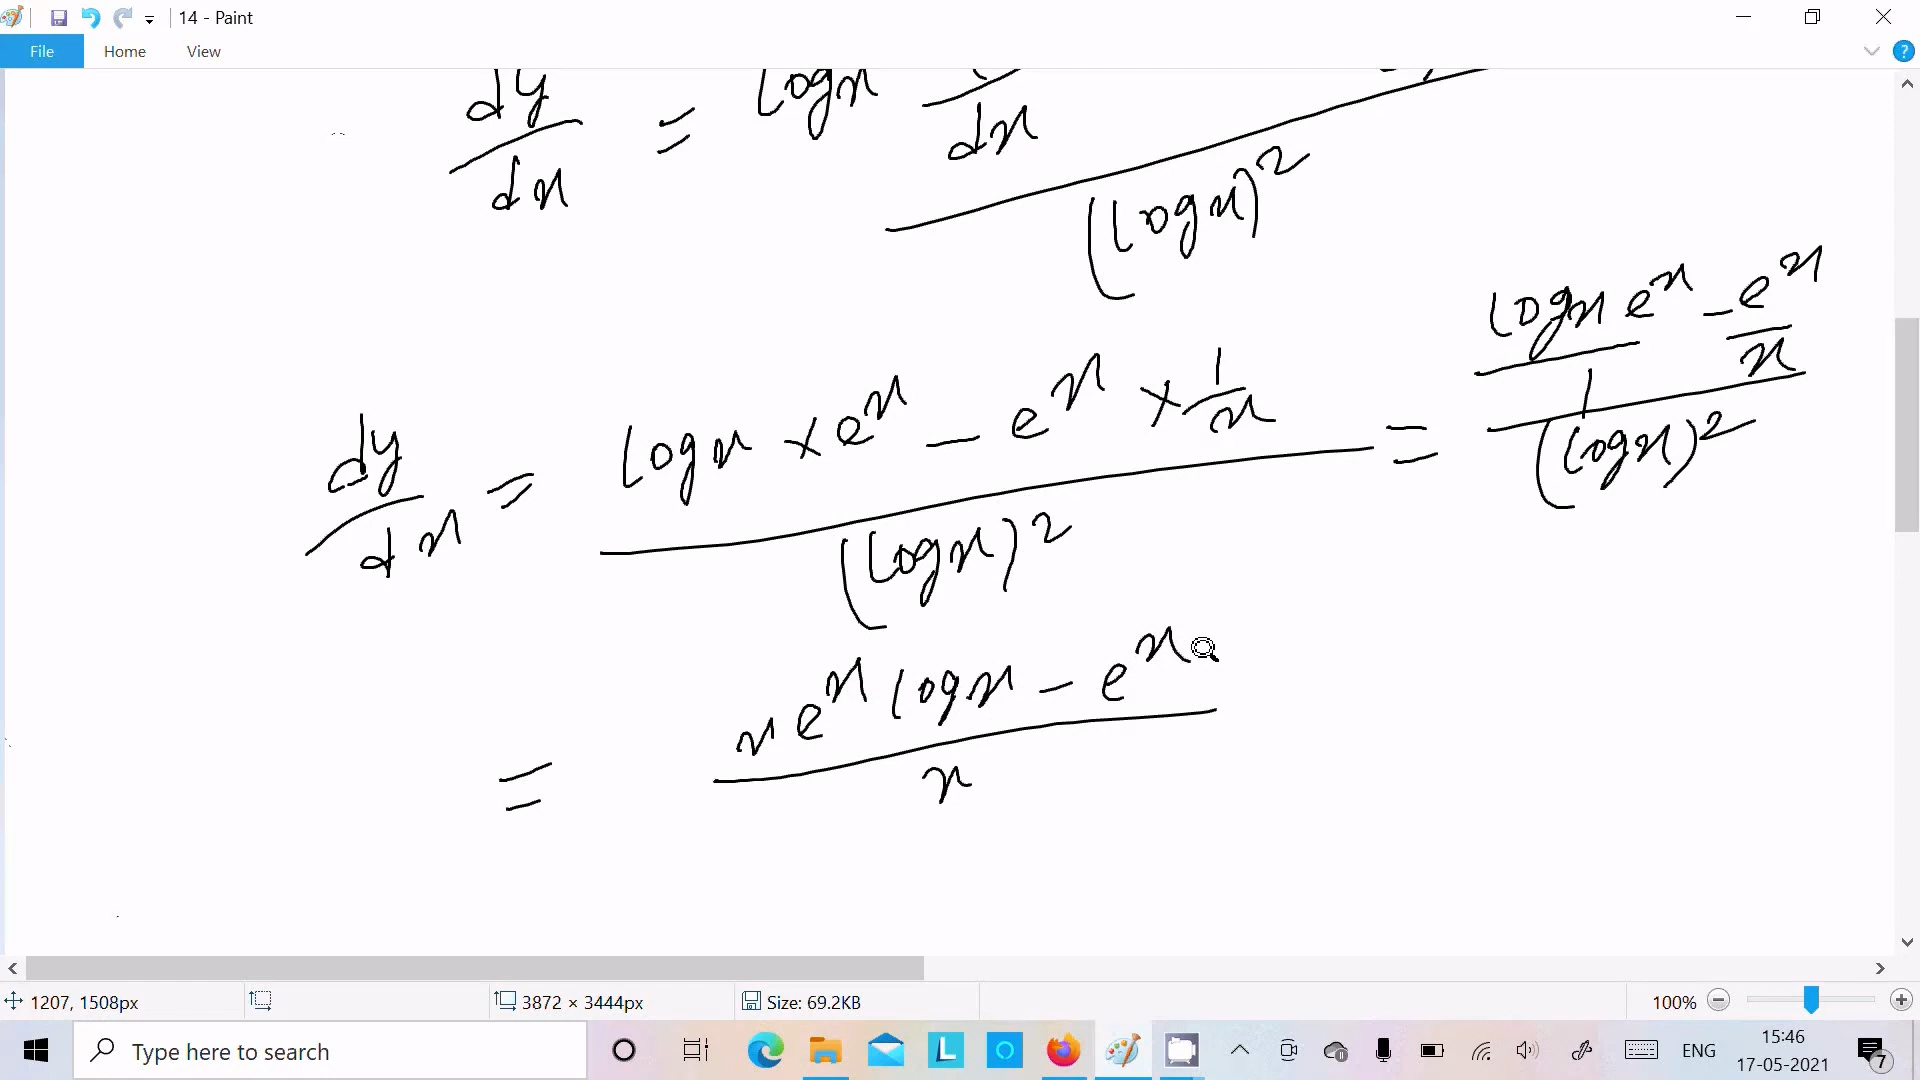 14 - Paint
File Home View
dy/dx = logx /dx
(logx)^2
dy/dx = (logx × e^x - e^x × 1/x) / (logx)^2 = (logx e^x / 1 - e^x / x) / (logx)^2
= (x e^x logx - e^x) / x
1207, 1508px 3872 × 3444px Size: 69.2KB 100%
Type here to search ENG 15:46
17-05-2021 7